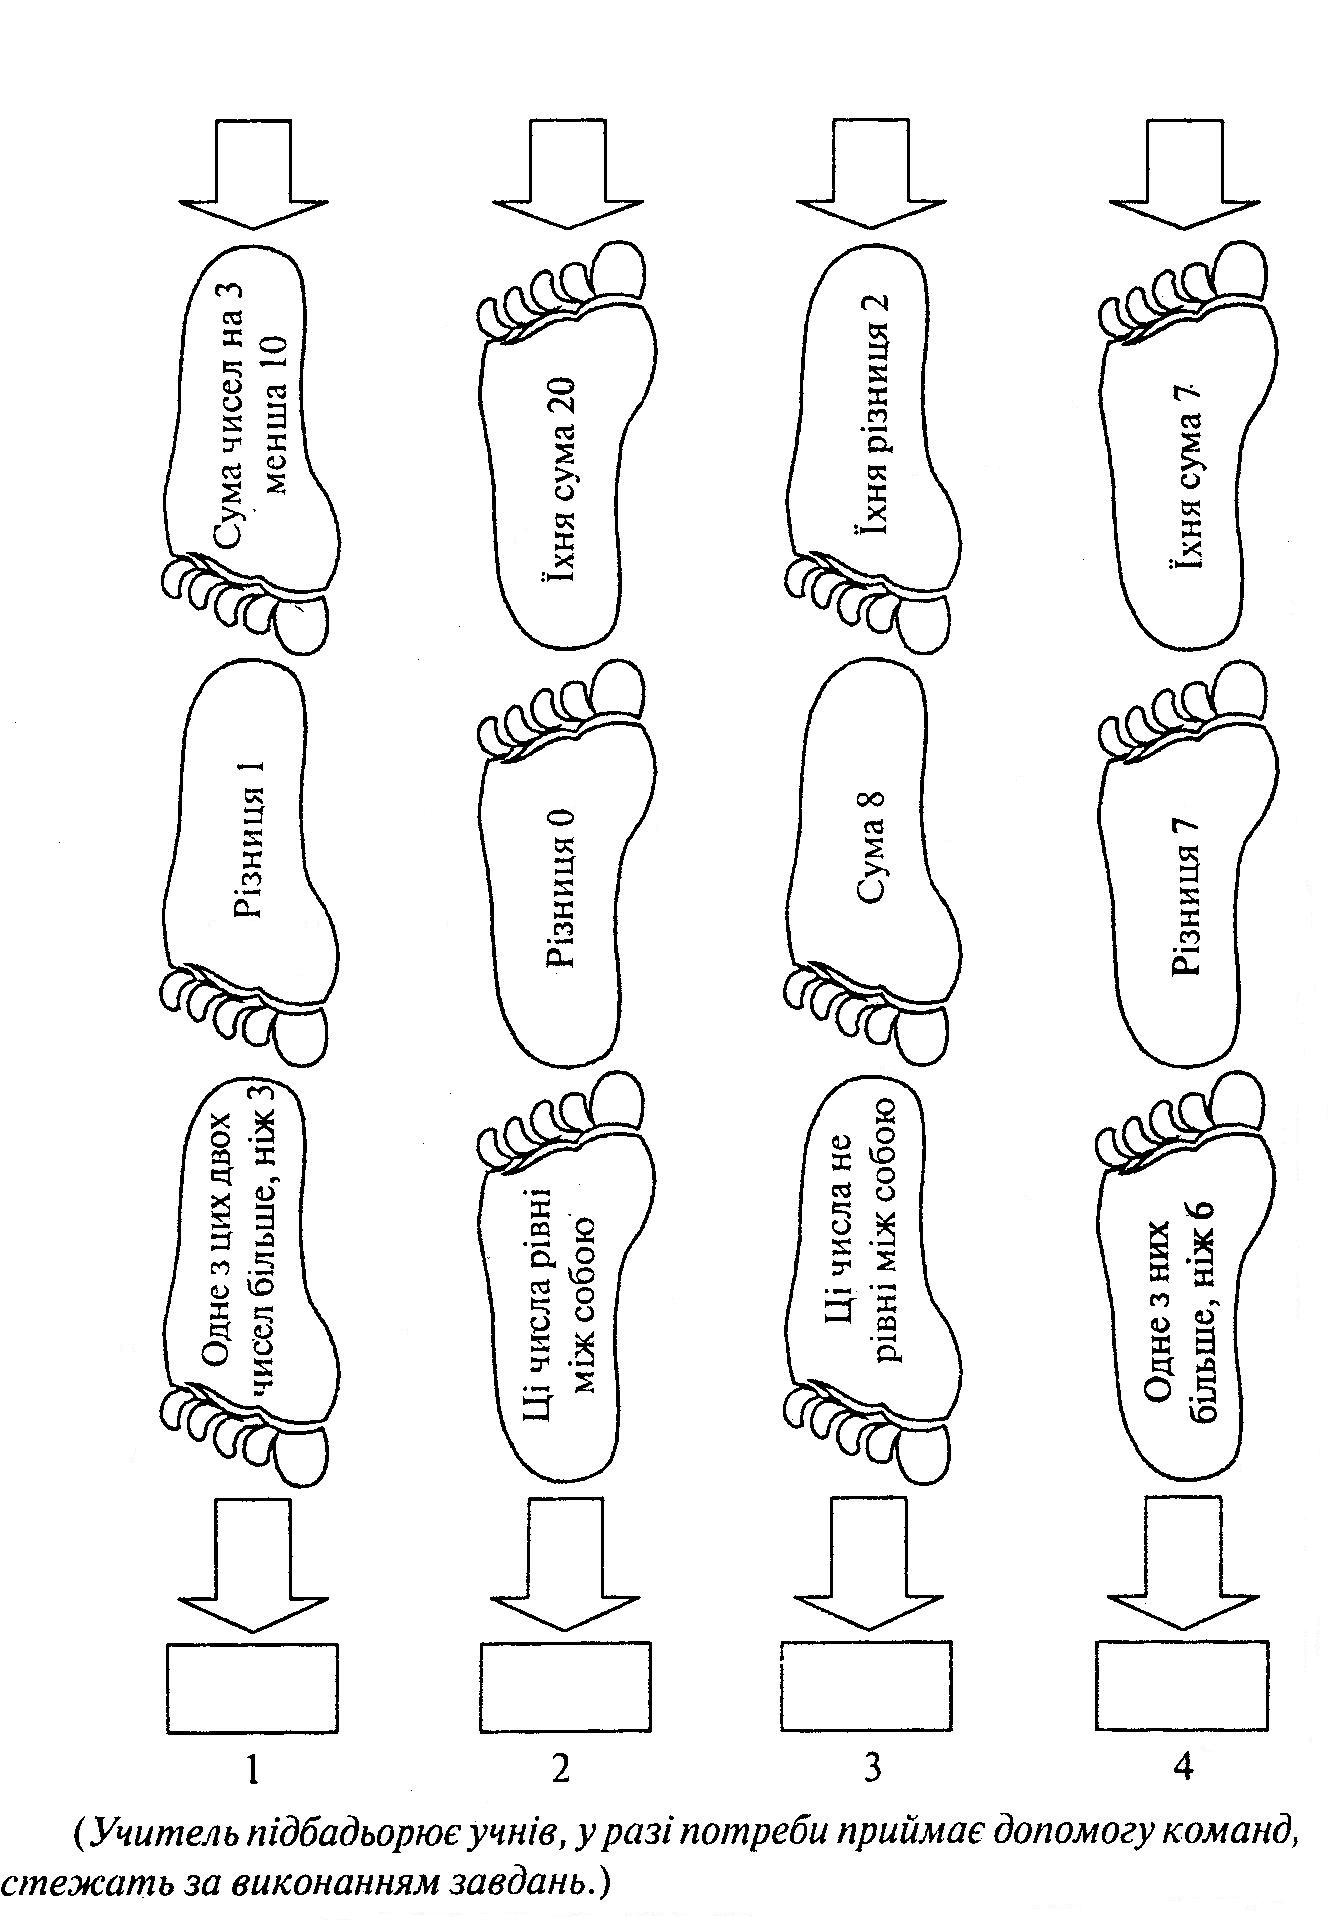 Сума чисел на 3
менша 10
Їхня сума 20
Їхня різниця 2
Їхня сума 7
Різниця 1
Різниця 0
Сума 8
Різниця 7
Одне з цих двох
чисел більше, ніж 3
Ці числа рівні
між собою
Ці числа не
рівні між собою
Одне з них
більше, ніж 6
1
2
3
4
(Учитель підбадьорює учнів, у разі потреби приймає допомогу команд,
стежать за виконанням завдань.)